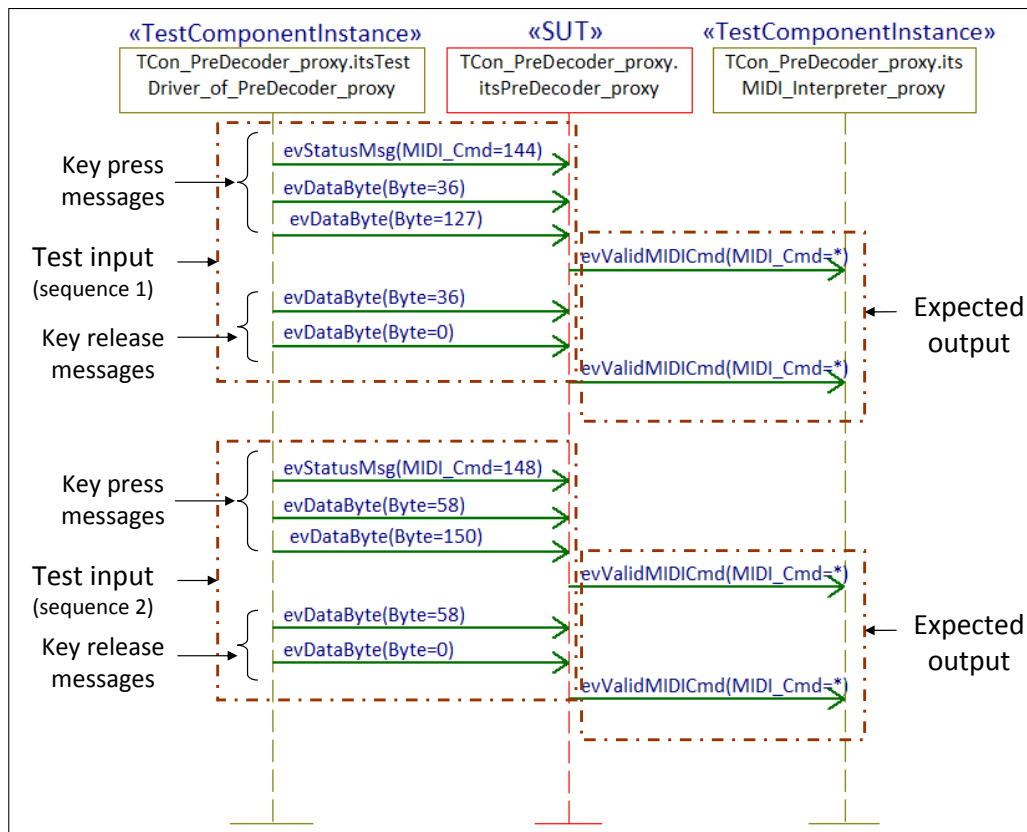 «TestComponentInstance»
«SUT»
«TestComponentInstance»
TCon_PreDecoder_proxy.itsTest
Driver_of_PreDecoder_proxy
TCon_PreDecoder_proxy.
itsPreDecoder_proxy
TCon_PreDecoder_proxy.its
MIDI_Interpreter_proxy
Key press
messages
evStatusMsg(MIDI_Cmd=144)
evDataByte(Byte=36)
evDataByte(Byte=127)
Test input
(sequence 1)
evValidMIDICmd(MIDI_Cmd=*)
evDataByte(Byte=36)
Key release
messages
evDataByte(Byte=0)
Expected
output
evValidMIDICmd(MIDI_Cmd=*)
Key press
messages
evStatusMsg(MIDI_Cmd=148)
evDataByte(Byte=58)
evDataByte(Byte=150)
Test input
(sequence 2)
evValidMIDICmd(MIDI_Cmd=*)
evDataByte(Byte=58)
Key release
messages
evDataByte(Byte=0)
Expected
output
evValidMIDICmd(MIDI_Cmd=*)